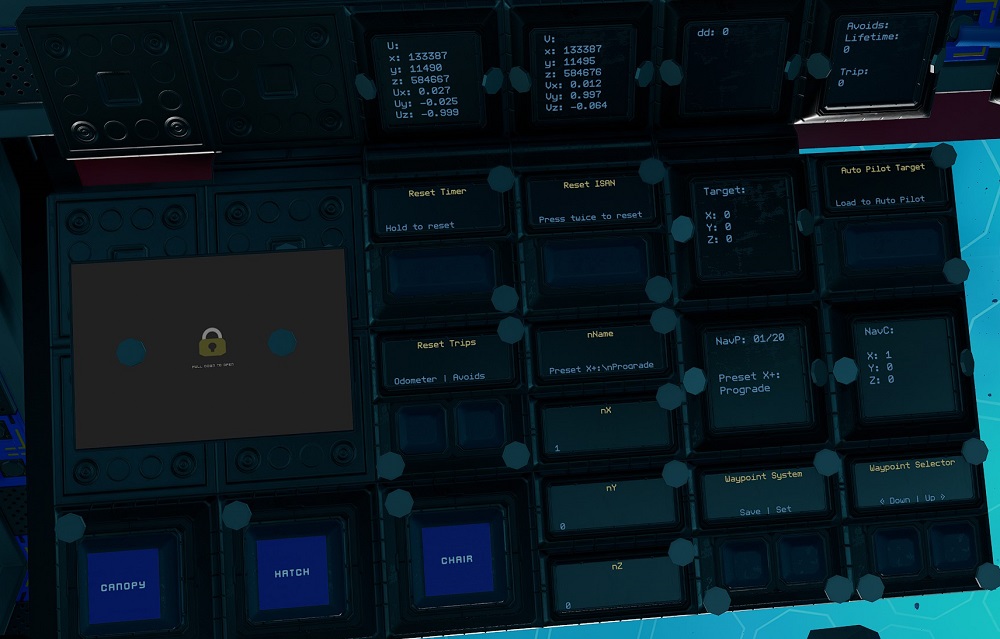 U:
x: 133387
y: 11490
z: 584667
Ux: 0.027
Uy: -0.025
Uz: -0.999
V:
x: 133387
y: 11495
z: 584676
Vx: 0.012
Vy: 0.997
Vz: -0.064
dd: 0
Avoids:
Lifetime:
0
Trip:
0
Reset Timer
Hold to reset
Reset ISAN
Press twice to reset
Target:
X: 0
Y: 0
Z: 0
Auto Pilot Target
Load to Auto Pilot
Reset Trips
Odometer | Avoids
nName
Preset X+:\nPrograde
NavP: 01/20
Preset X+:
Prograde
NavC:
X: 1
Y: 0
Z: 0
nX
1
nY
0
Waypoint System
Save | Set
Waypoint Selector
< Down | Up >
CANOPY
HATCH
CHAIR
nZ
0